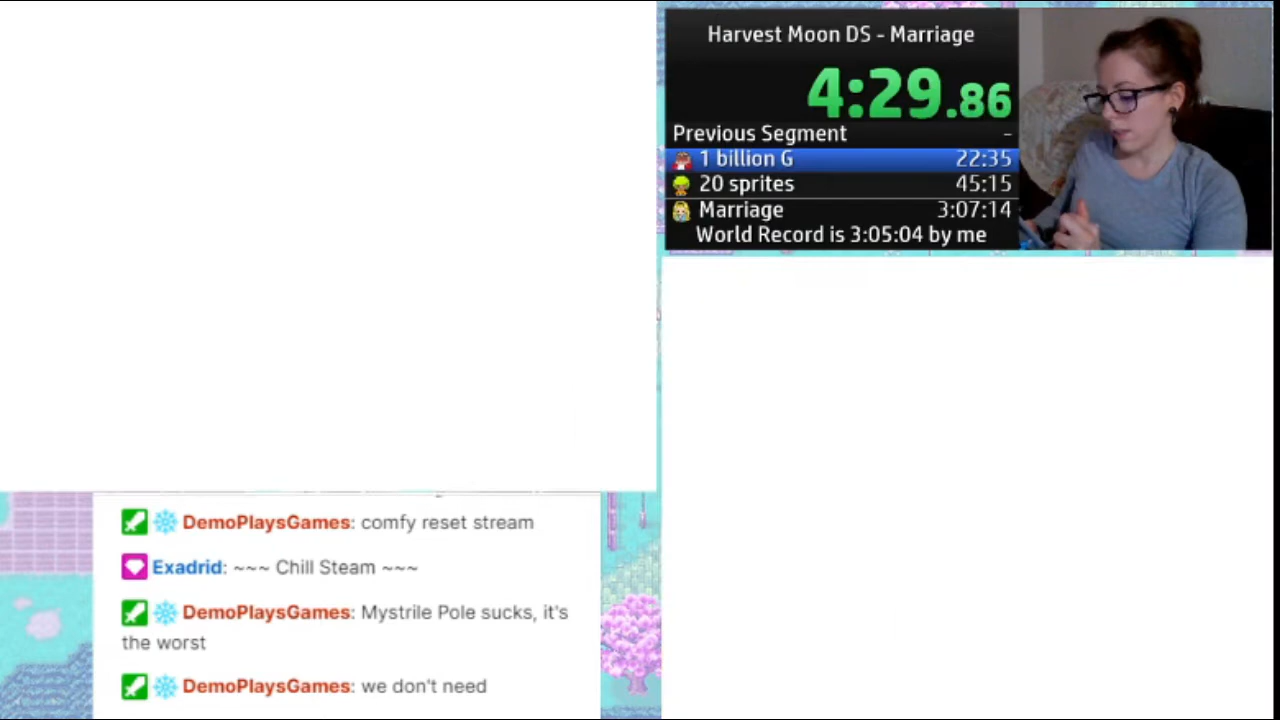 Harvest Moon DS - Marriage
4:29.86
Previous Segment -
1 billion G 22:35
20 sprites 45:15
Marriage 3:07:14
World Record is 3:05:04 by me
DemoPlaysGames: comfy reset stream
Exadrid: ~~~ Chill Steam ~~~
DemoPlaysGames: Mystrile Pole sucks, it's
the worst
DemoPlaysGames: we don't need